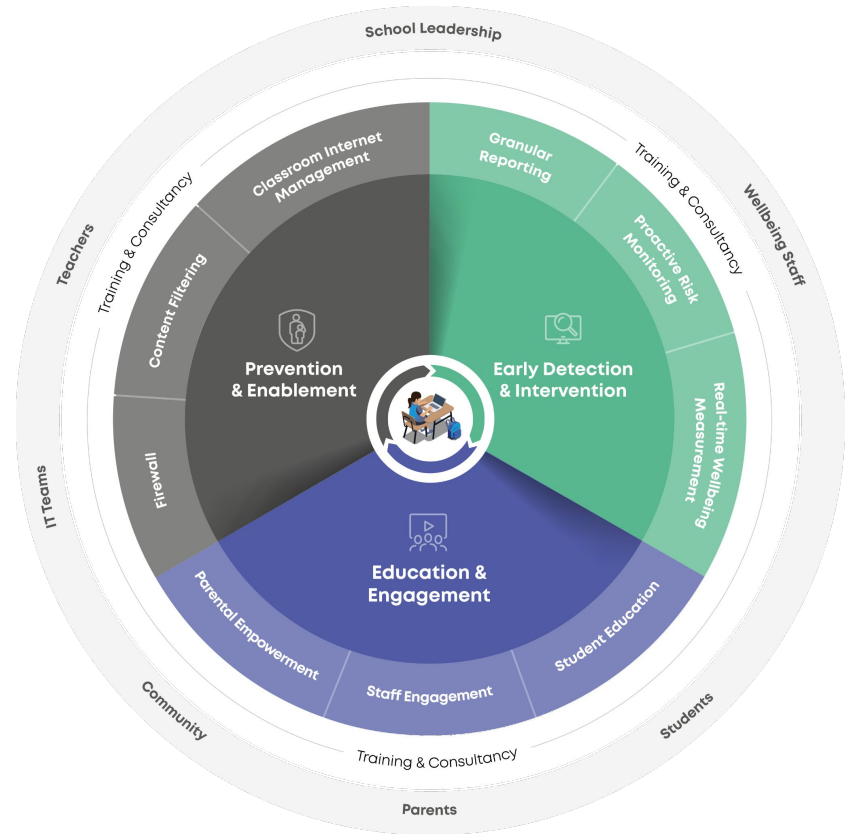 School Leadership
Training & Consultancy
Training & Consultancy
Teachers
Wellbeing Staff
Classroom Internet
Management
Granular
Reporting
Content Filtering
Proactive Risk
Monitoring
Prevention
& Enablement
Early Detection
& Intervention
Firewall
Real-time Wellbeing
Measurement
IT Teams
Education &
Engagement
Parental Empowerment
Staff Engagement
Student Education
Community
Students
Training & Consultancy
Parents